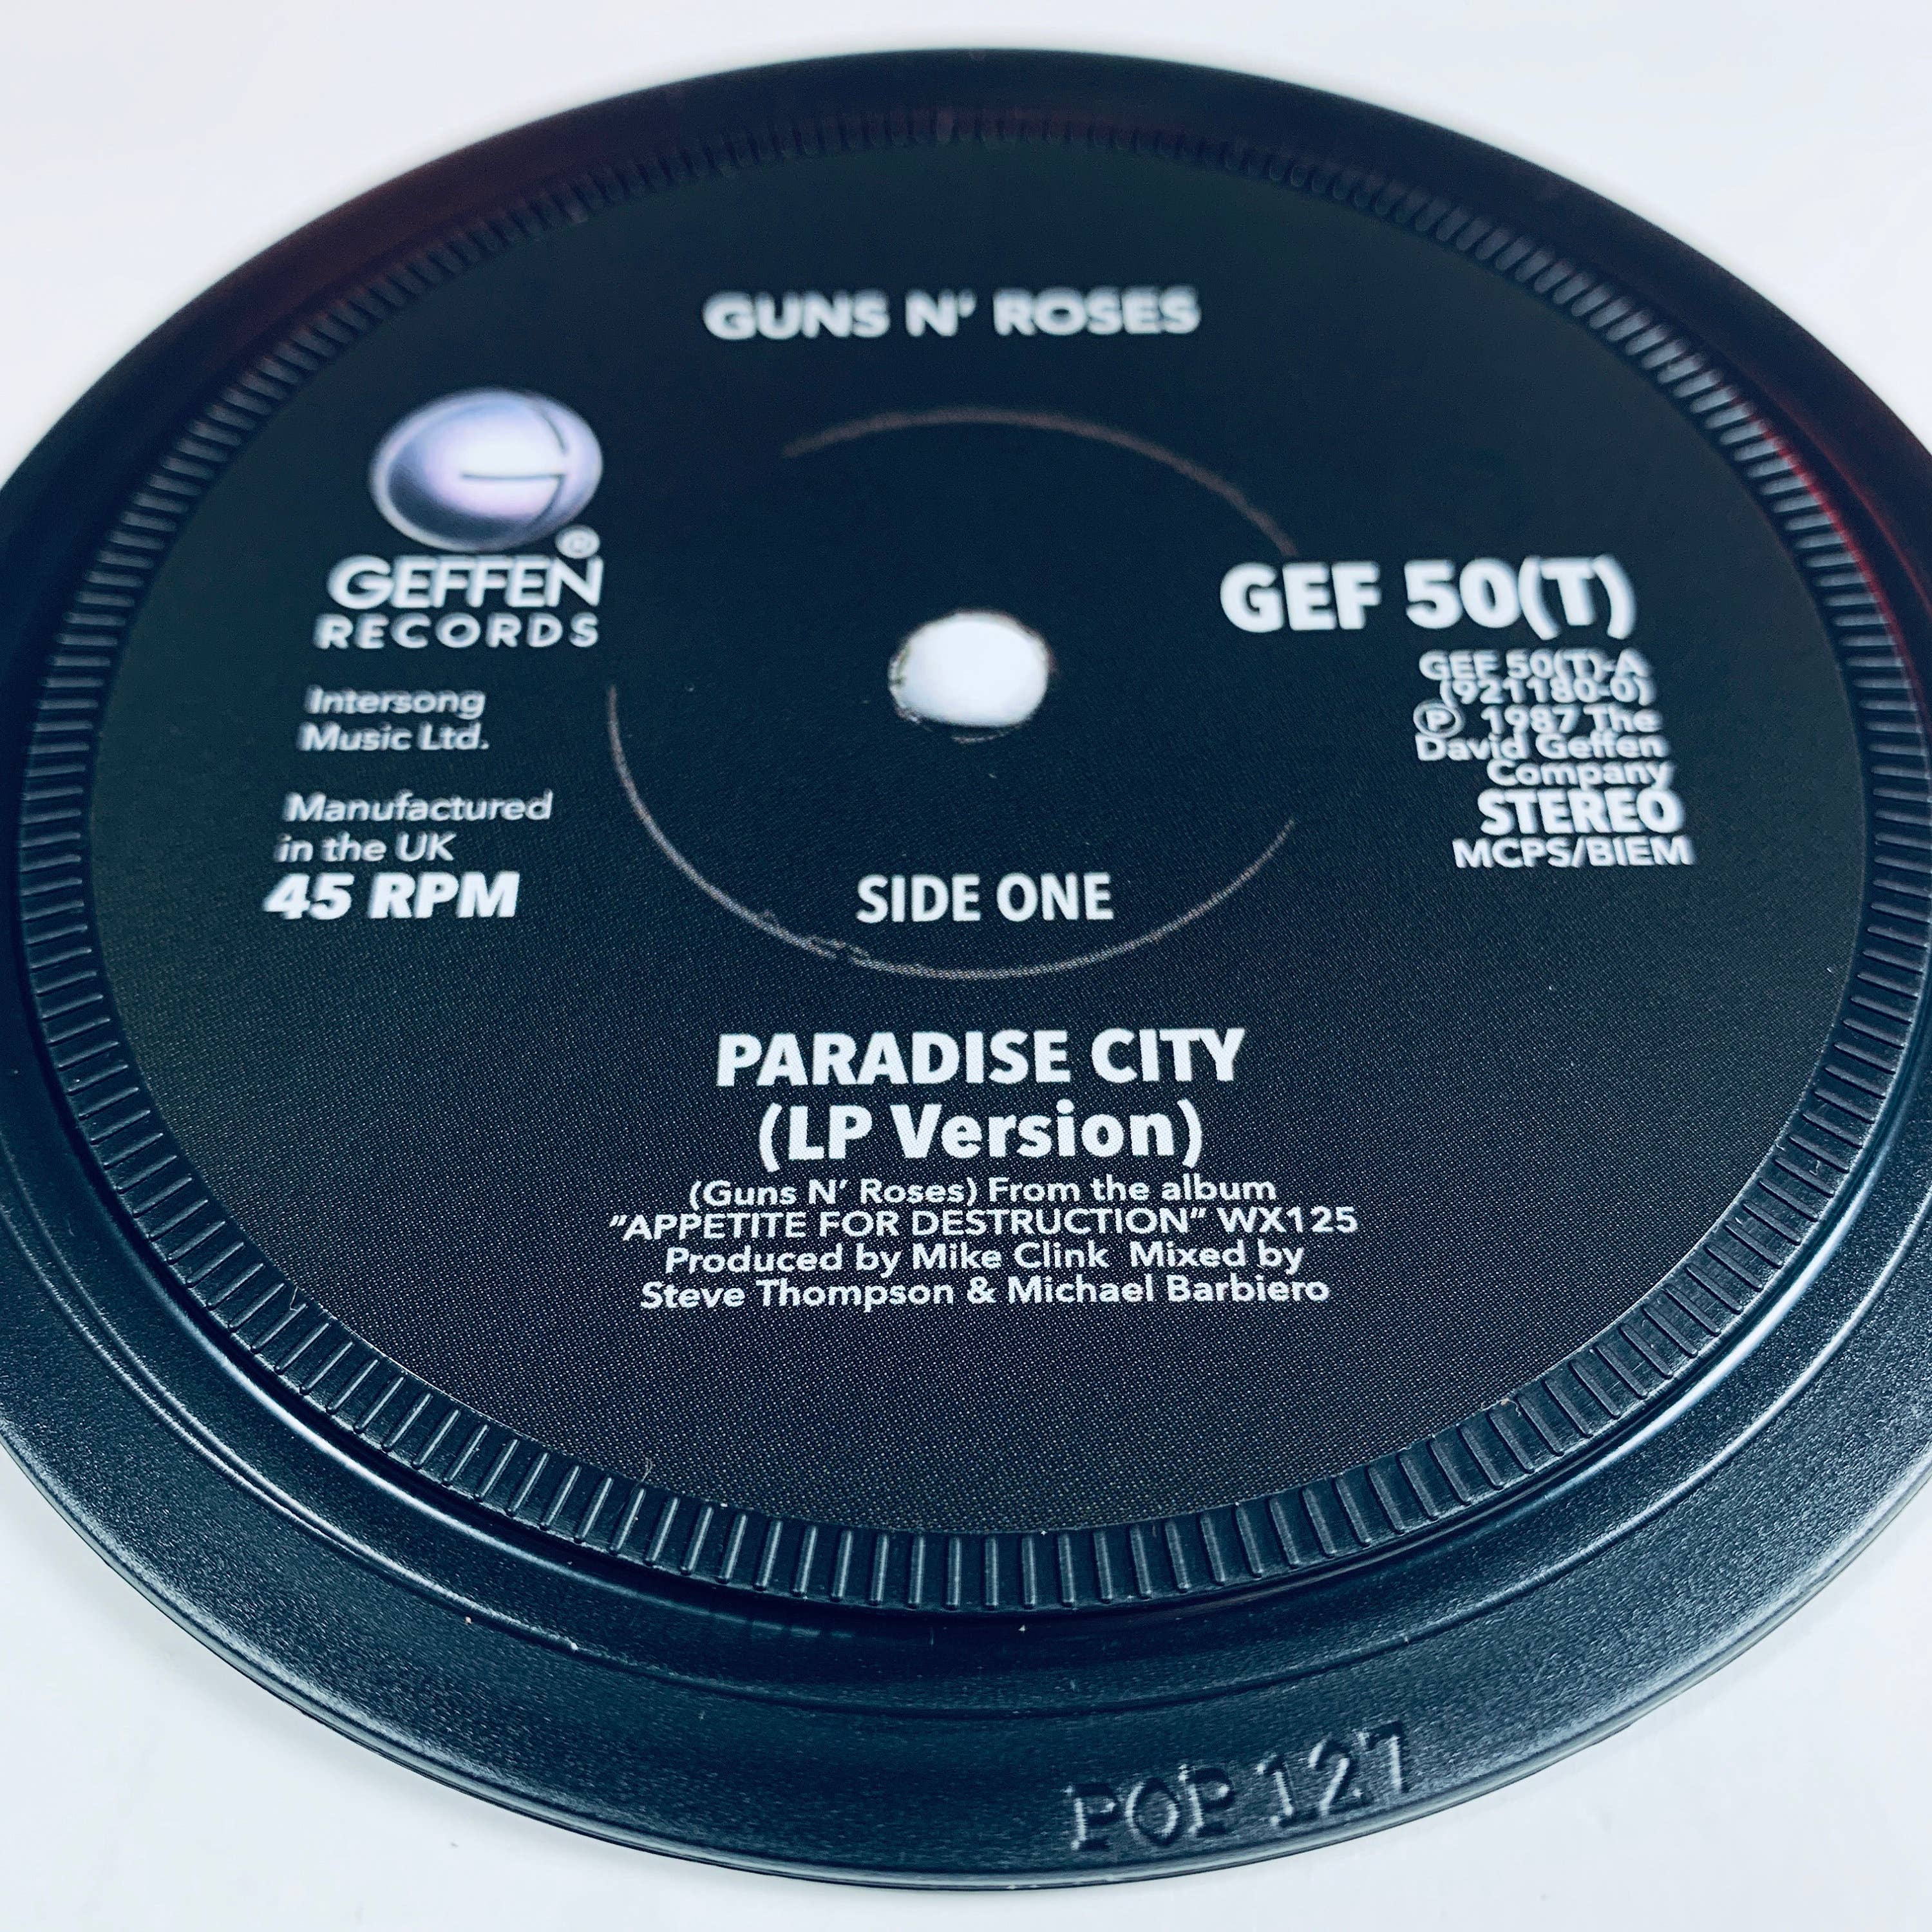 GUNS N' ROSES
GEFFEN®
RECORDS
Intersong
Music Ltd.
Manufactured
in the UK
45 RPM
GEF 50(T)
GEF 50(T)-A
(921180-0)
Ⓟ 1987 The
David Geffen
Company
STEREO
MCPS/BIEM
SIDE ONE
PARADISE CITY
(LP Version)
(Guns N' Roses) From the album
"APPETITE FOR DESTRUCTION" WX125
Produced by Mike Clink Mixed by
Steve Thompson & Michael Barbiero
POP 127